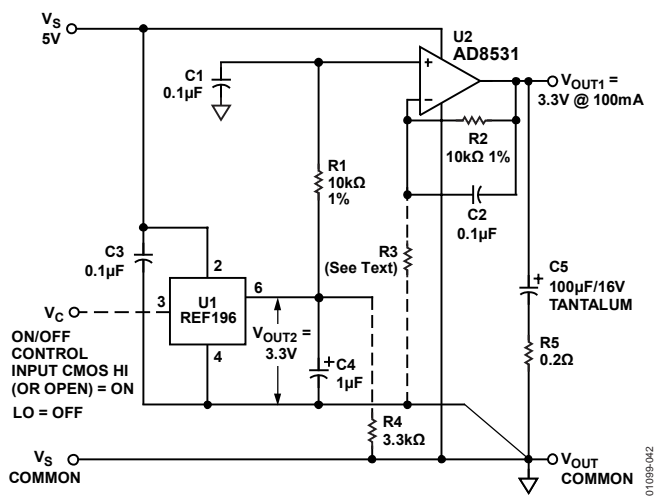 VS
5V
U2
AD8531
C1
0.1µF
+
−
VOUT1 =
3.3V @ 100mA
R2
10kΩ 1%
R1
10kΩ
1%
C2
0.1µF
C3
0.1µF
R3
(See Text)
C5
+
100µF/16V
TANTALUM
2
6
3
U1
REF196
4
VC
VOUT2 =
3.3V
ON/OFF
CONTROL
INPUT CMOS HI
(OR OPEN) = ON
LO = OFF
+
C4
1µF
R5
0.2Ω
R4
3.3kΩ
VS
COMMON
VOUT
COMMON
01099-042